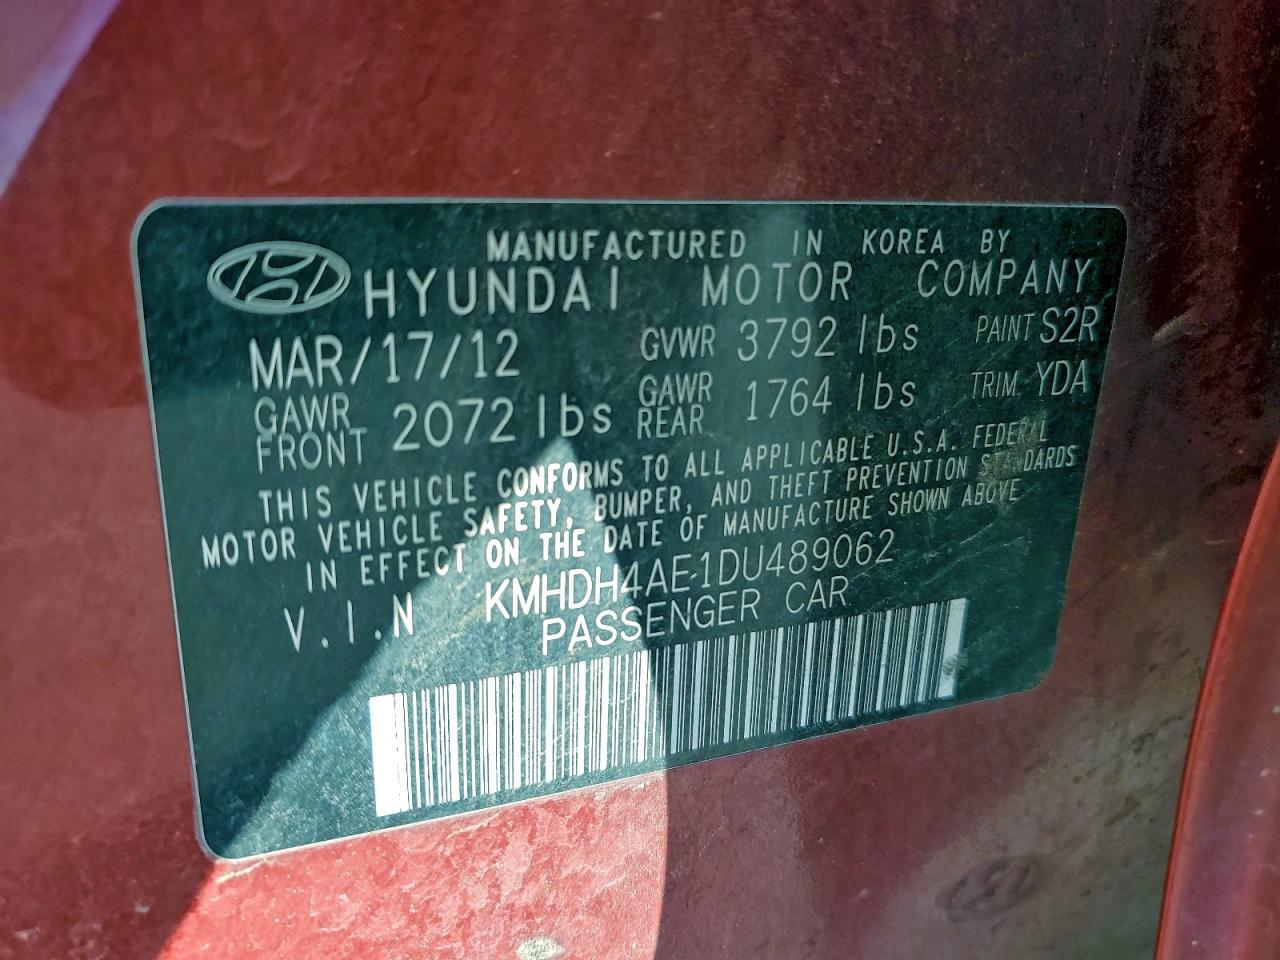 MANUFACTURED IN KOREA BY
HYUNDAI MOTOR COMPANY
MAR/17/12 GVWR 3792 lbs PAINT S2R
GAWR FRONT 2072 lbs GAWR REAR 1764 lbs TRIM YDA
THIS VEHICLE CONFORMS TO ALL APPLICABLE U.S.A. FEDERAL
MOTOR VEHICLE SAFETY, BUMPER, AND THEFT PREVENTION STANDARDS
IN EFFECT ON THE DATE OF MANUFACTURE SHOWN ABOVE
V.I.N KMHDH4AE1DU489062
PASSENGER CAR